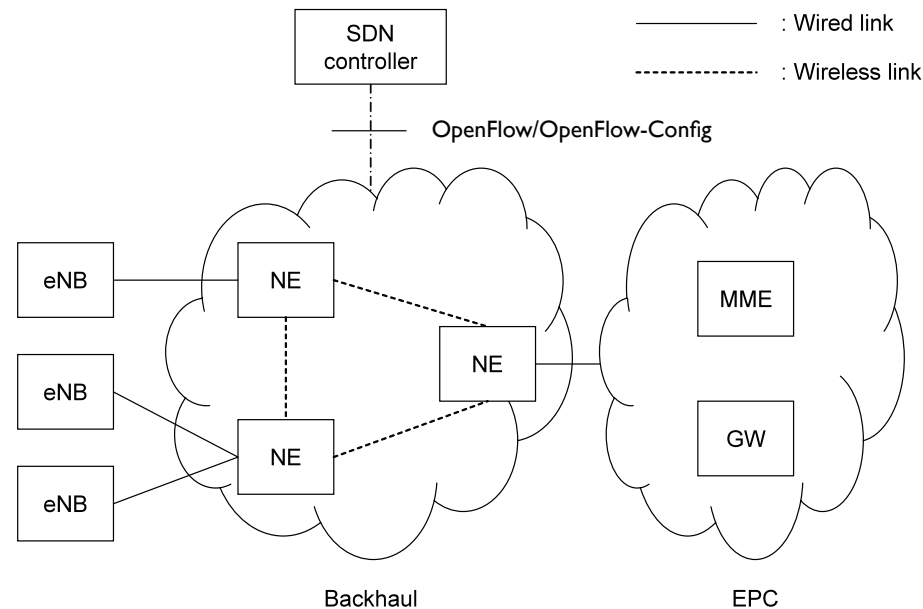 SDN
controller
: Wired link
: Wireless link
OpenFlow/OpenFlow-Config
eNB
NE
MME
NE
eNB
GW
NE
eNB
Backhaul
EPC